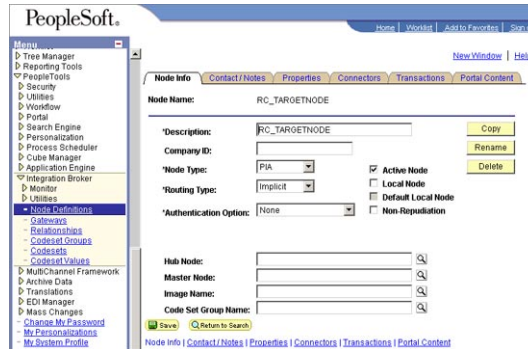 PeopleSoft.
Home | Worklist | Add to Favorites | Sign
Menu
Tree Manager
Reporting Tools
PeopleTools
Security
Utilities
Workflow
Portal
Search Engine
Personalization
Process Scheduler
Cube Manager
Application Engine
Integration Broker
Monitor
Utilities
- Node Definitions
- Gateways
- Relationships
- Codeset Groups
- Codesets
- Codeset Values
MultiChannel Framework
Archive Data
Translations
EDI Manager
Mass Changes
- Change My Password
- My Personalizations
- My System Profile
New Window | Hel
Node Info Contact / Notes Properties Connectors Transactions Portal Content
Node Name: RC_TARGETNODE
*Description: RC_TARGETNODE Copy
Company ID: Rename
*Node Type: PIA Active Node Delete
*Routing Type: Implicit Local Node
Default Local Node
*Authentication Option: None Non-Repudiation
Hub Node:
Master Node:
Image Name:
Code Set Group Name:
Save Return to Search
Node Info | Contact / Notes | Properties | Connectors | Transactions | Portal Content